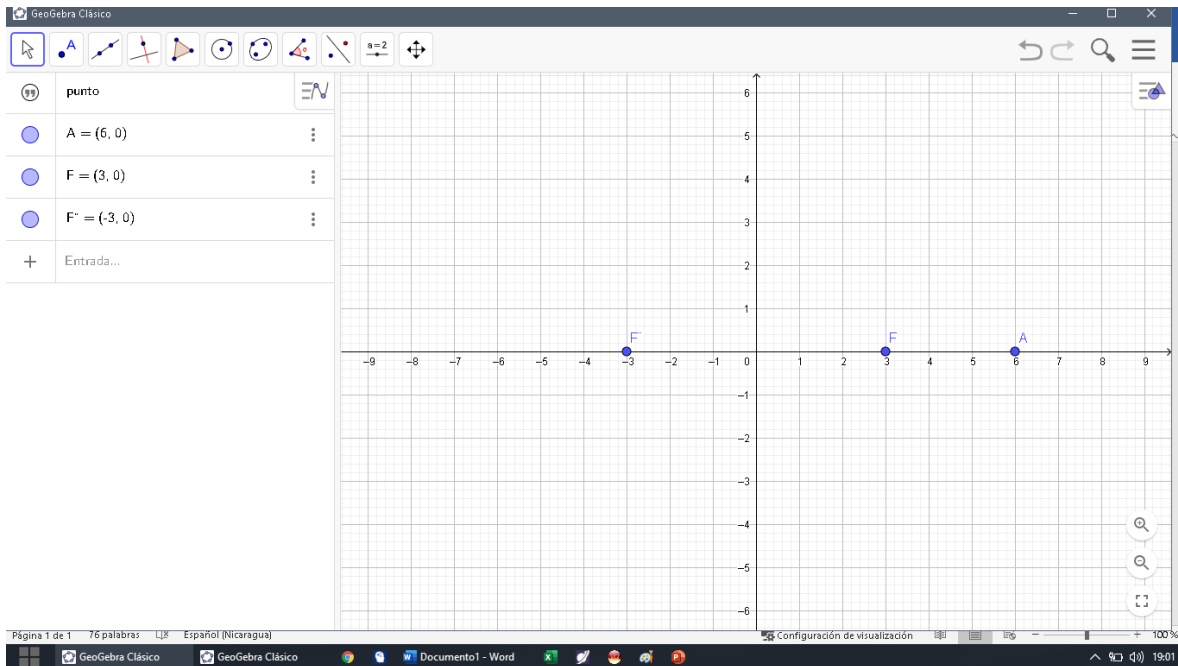 GeoGebra Clásico
A
a=2
punto
A = (6, 0)
F = (3, 0)
F" = (-3, 0)
Entrada...
6
5
4
3
2
1
F
F
A
−9 −8 −7 −6 −5 −4 −3 −2 −1 0 1 2 3 4 5 6 7 8 9
−1
−2
−3
−4
−5
−6
Página 1 de 1 76 palabras Español (Nicaragua) Configuración de visualización 100 %
GeoGebra Clásico GeoGebra Clásico Documento1 - Word 19:01